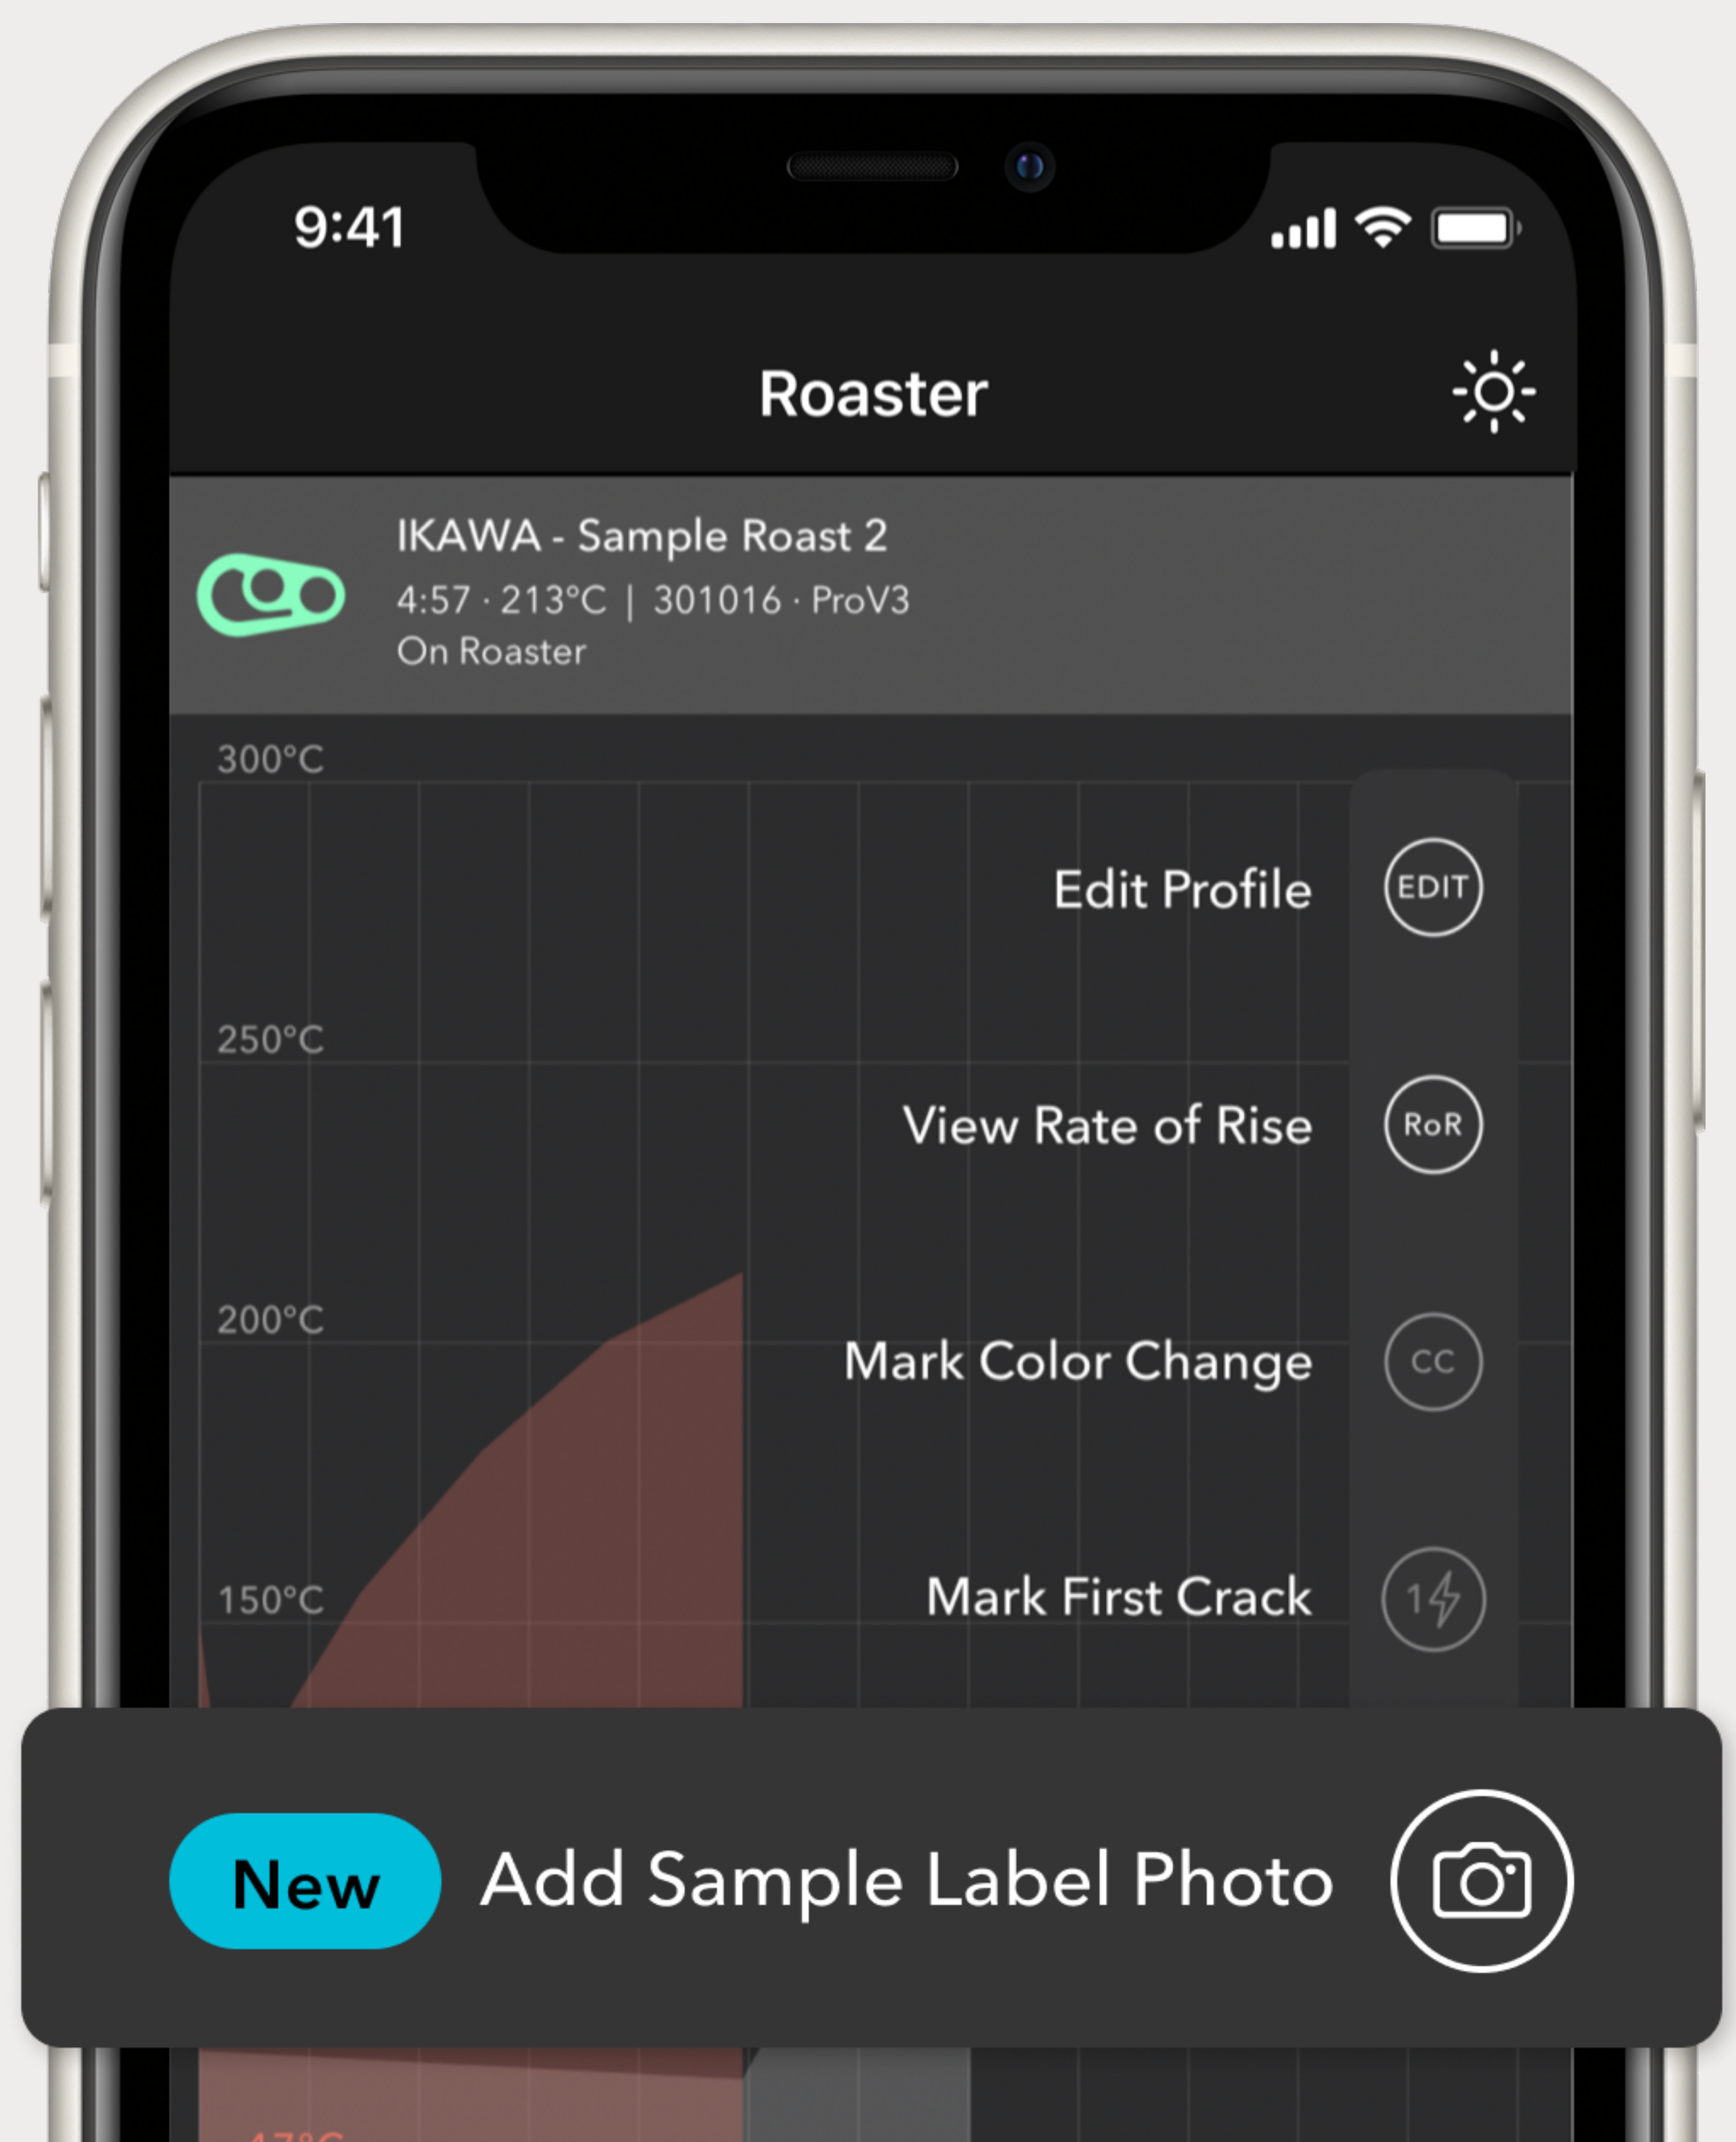 9:41
Roaster
IKAWA - Sample Roast 2
4:57 · 213°C | 301016 · ProV3
On Roaster
300°C
Edit Profile EDIT
250°C
View Rate of Rise RoR
200°C
Mark Color Change CC
150°C
Mark First Crack 1
New Add Sample Label Photo